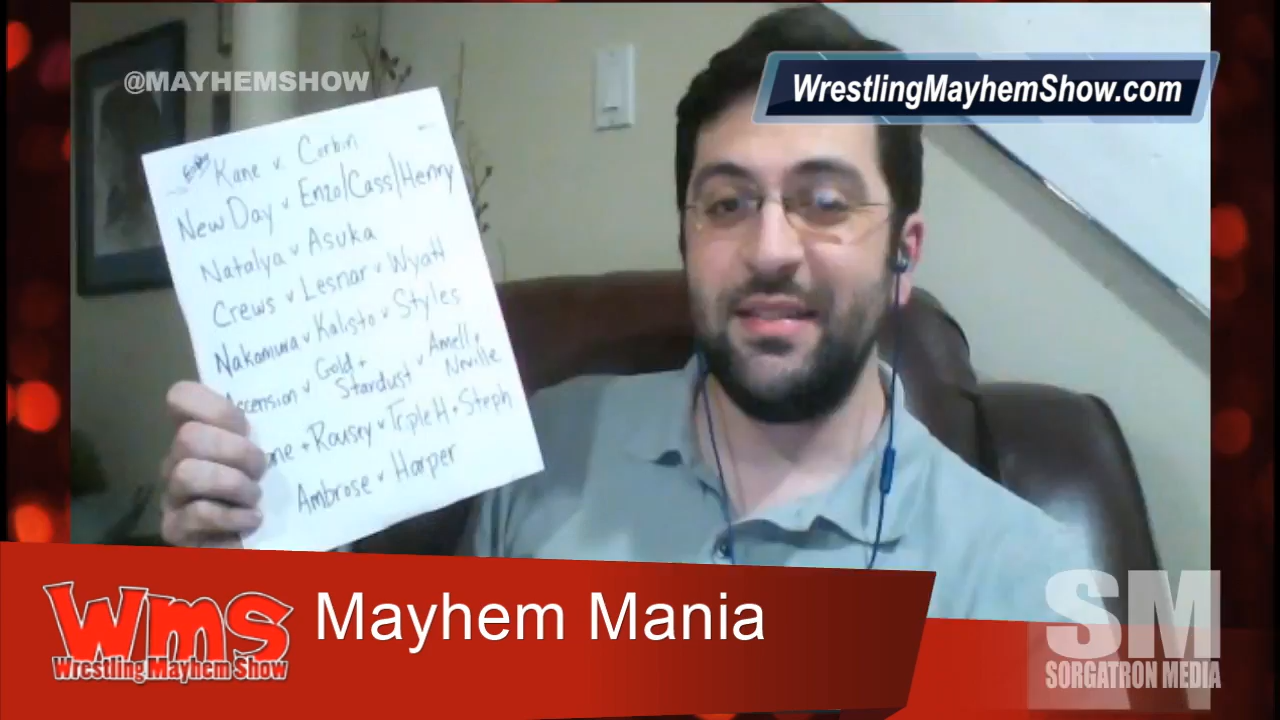 @MAYHEMSHOW
WrestlingMayhemShow.com
Kane v. Corbin
New Day v Enzo/Cass/Henry
Natalya v Asuka
Crews v Lesnar v Wyatt
Nakamura v Kalisto v Styles
Ascension v Gold + Stardust v Amell + Neville
+ Rousey v Triple H + Steph
Ambrose v Harper
Wms
Wrestling Mayhem Show
Mayhem Mania
SM
SORGATRON MEDIA